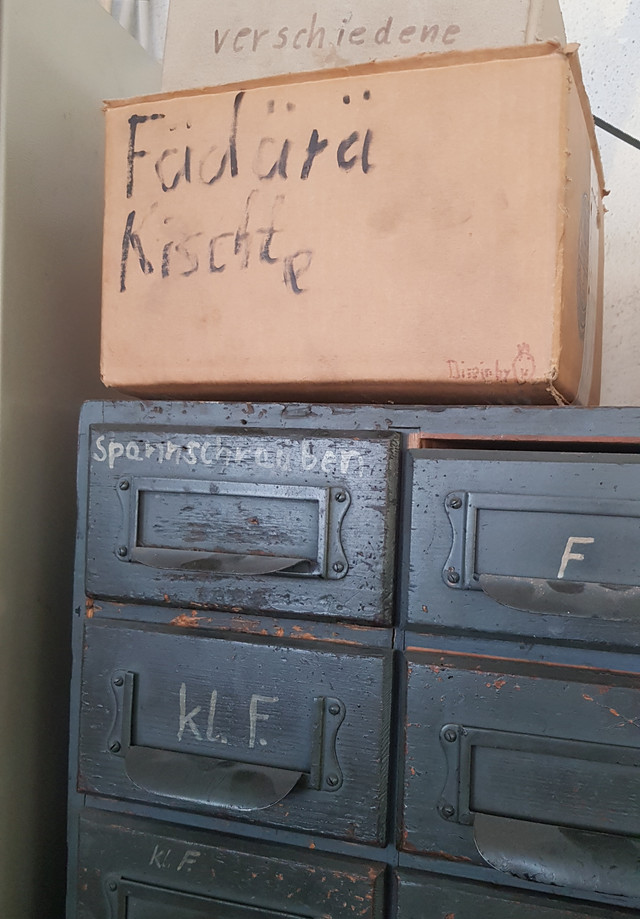 verschiedene
Fädärä
Kischte
Spannschrauben
F
kl. F.
kl. F.